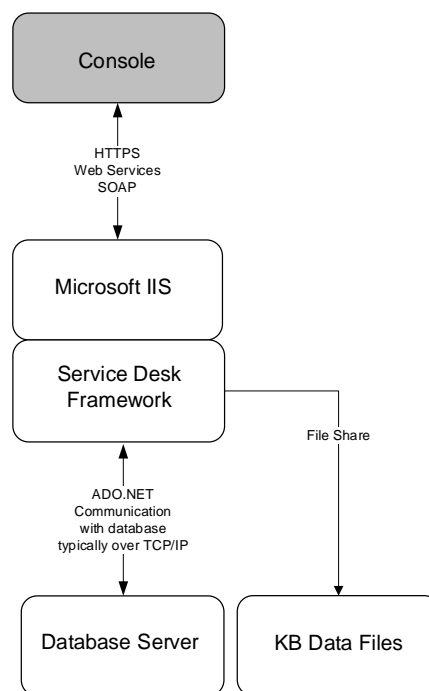 Console
HTTPS
Web Services
SOAP
Microsoft IIS
Service Desk
Framework
File Share
ADO.NET
Communication
with database
typically over TCP/IP
Database Server
KB Data Files